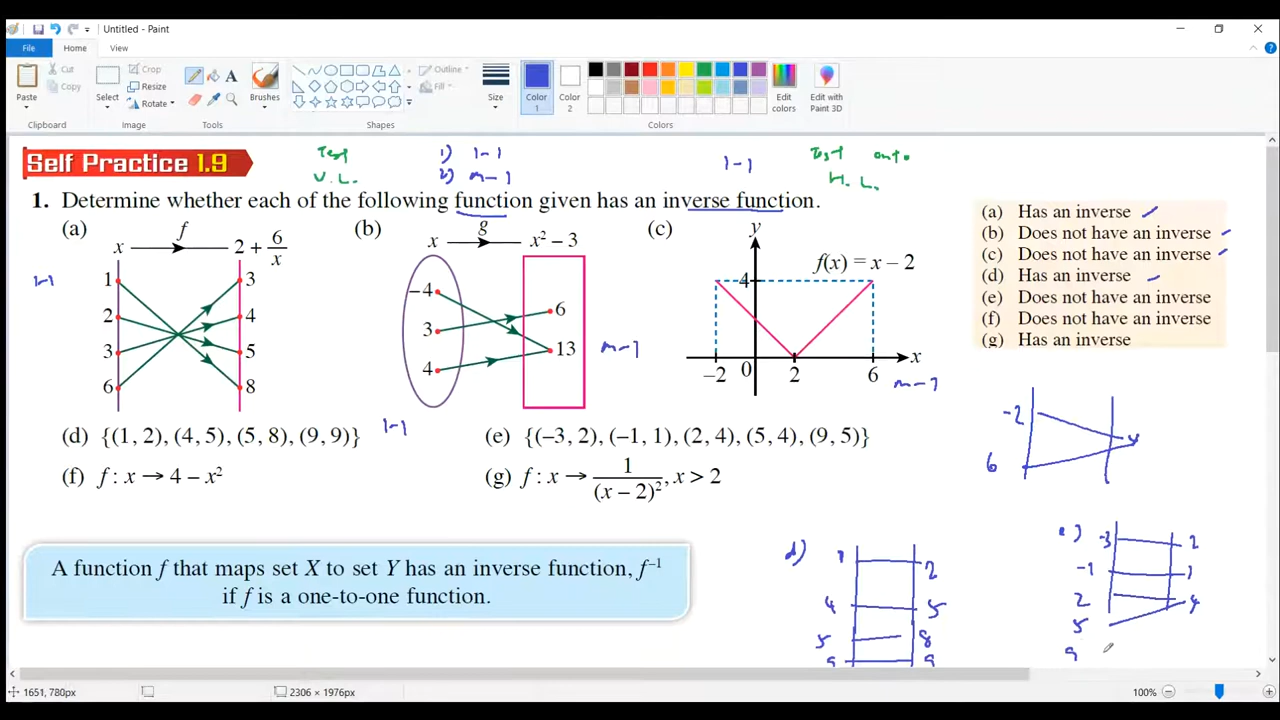 Untitled - Paint
File Home View
Cut
Copy
Paste
Clipboard
Select
Crop
Resize
Rotate
Image
Tools
Brushes
Shapes
Outline
Fill
Size
Color 1
Color 2
Colors
Edit colors
Edit with Paint 3D
Self Practice 1.9
Test
V.L.
1) 1-1
2) m-1
1-1
Test onto
H.L.
1. Determine whether each of the following function given has an inverse function.
(a) x f 2 + 6/x
1-1
1 3
2 4
3 5
6 8
(b) x g x² − 3
−4 6
3 13
4
m-1
(c) y
f(x) = x − 2
4
−2 0 2 6 x
m-1
(a) Has an inverse
(b) Does not have an inverse
(c) Does not have an inverse
(d) Has an inverse
(e) Does not have an inverse
(f) Does not have an inverse
(g) Has an inverse
-2 4
6
1-1
(d) {(1, 2), (4, 5), (5, 8), (9, 9)}
(e) {(−3, 2), (−1, 1), (2, 4), (5, 4), (9, 5)}
(f) f : x → 4 − x²
(g) f : x → 1/(x − 2)², x > 2
A function f that maps set X to set Y has an inverse function, f⁻¹
if f is a one-to-one function.
d) 1 2
4 5
5 8
9 9
e) -3 2
-1 1
2 4
5
9
1651, 780px
2306 × 1976px
100%